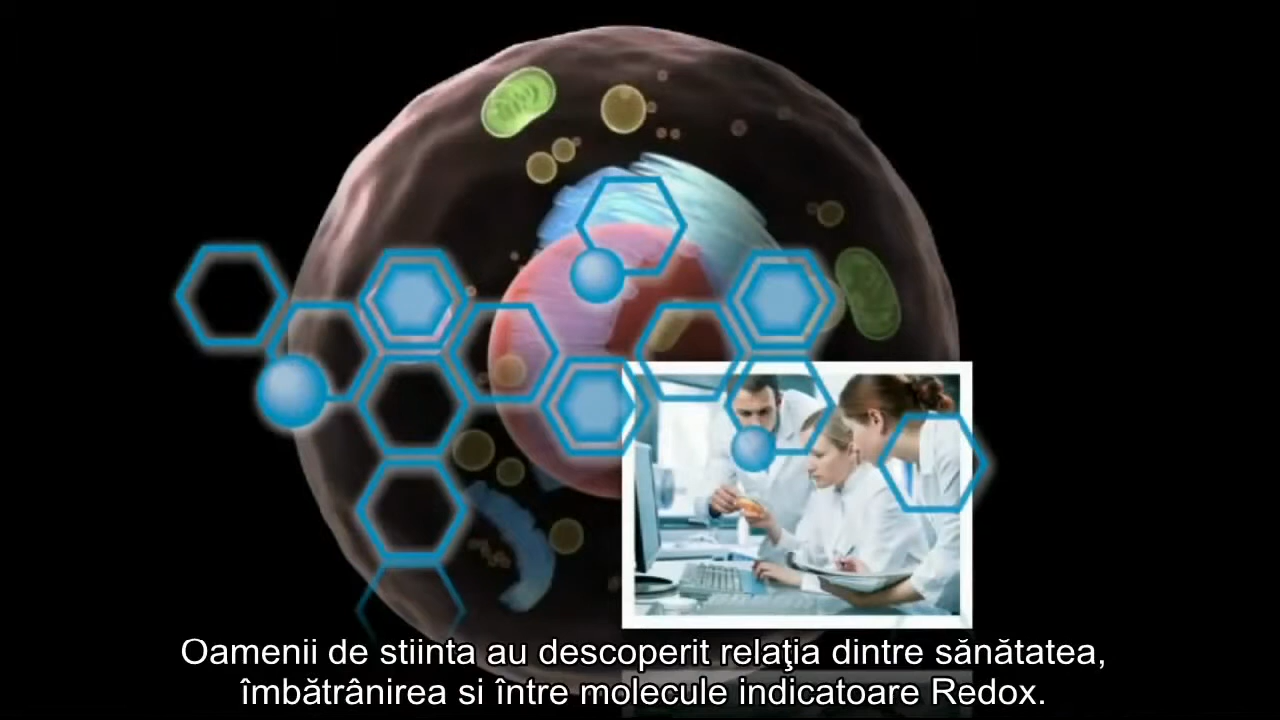 Oamenii de stiinta au descoperit relaţia dintre sănătatea,
îmbătrânirea si între molecule indicatoare Redox.